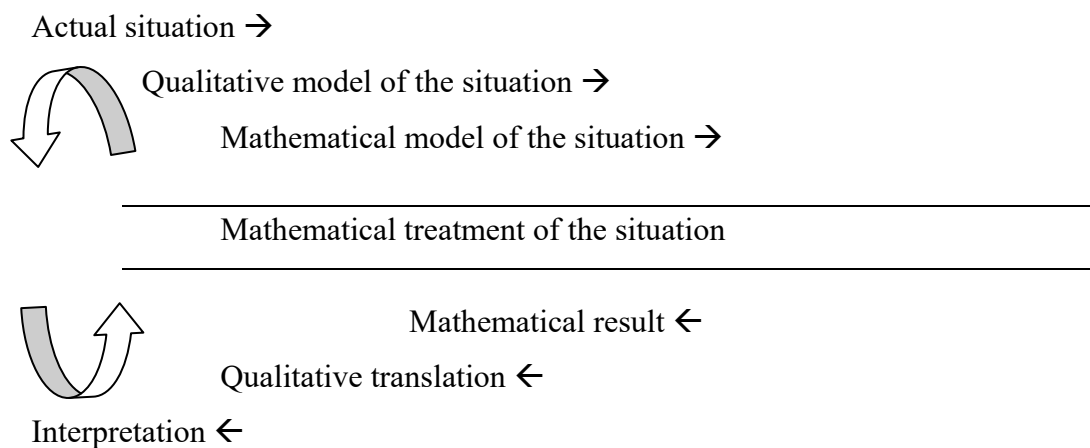 Actual situation →
Qualitative model of the situation →
Mathematical model of the situation →
Mathematical treatment of the situation
Mathematical result ←
Qualitative translation ←
Interpretation ←